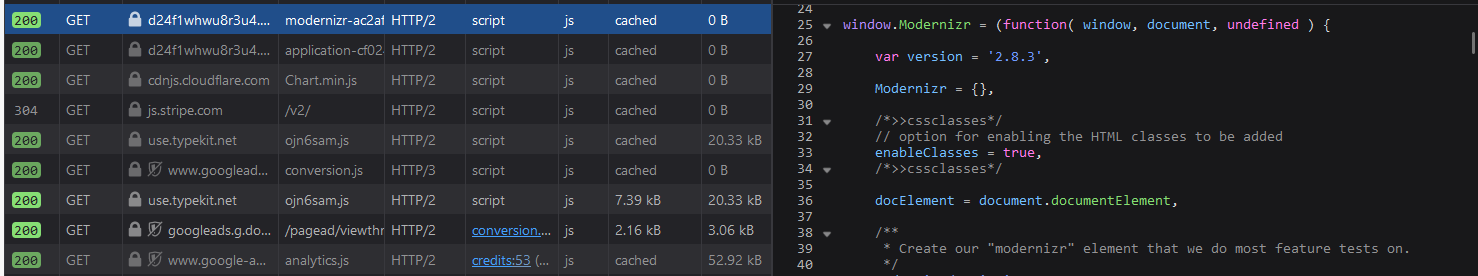 200 GET d24f1whwu8r3u4.... modernizr-ac2af HTTP/2 script js cached 0 B
200 GET d24f1whwu8r3u4.... application-cf02 HTTP/2 script js cached 0 B
200 GET cdnjs.cloudflare.com Chart.min.js HTTP/2 script js cached 0 B
304 GET js.stripe.com /v2/ HTTP/2 script js cached 0 B
200 GET use.typekit.net ojn6sam.js HTTP/2 script js cached 20.33 kB
200 GET www.googlead... conversion.js HTTP/3 script js cached 0 B
200 GET use.typekit.net ojn6sam.js HTTP/2 script js 7.39 kB 20.33 kB
200 GET googleads.g.do... /pagead/viewthr HTTP/2 conversion.... js 2.16 kB 3.06 kB
200 GET www.google-a... analytics.js HTTP/2 credits:53 (... js cached 52.92 kB
24
25 window.Modernizr = (function( window, document, undefined ) {
26
27 var version = '2.8.3',
28
29 Modernizr = {},
30
31 /*>>cssclasses*/
32 // option for enabling the HTML classes to be added
33 enableClasses = true,
34 /*>>cssclasses*/
35
36 docElement = document.documentElement,
37
38 /**
39 * Create our "modernizr" element that we do most feature tests on.
40 */